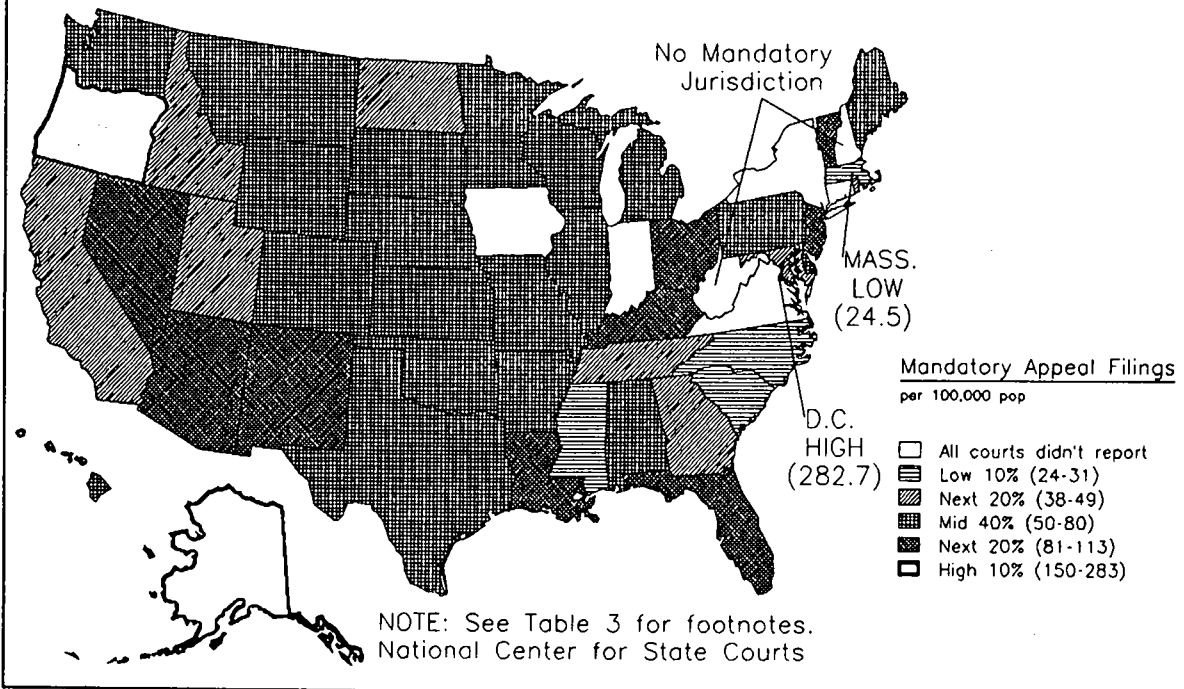 No Mandatory
Jurisdiction
MASS.
LOW
(24.5)
D.C.
HIGH
(282.7)
Mandatory Appeal Filings
per 100,000 pop
All courts didn't report
Low 10% (24-31)
Next 20% (38-49)
Mid 40% (50-80)
Next 20% (81-113)
High 10% (150-283)
NOTE: See Table 3 for footnotes.
National Center for State Courts